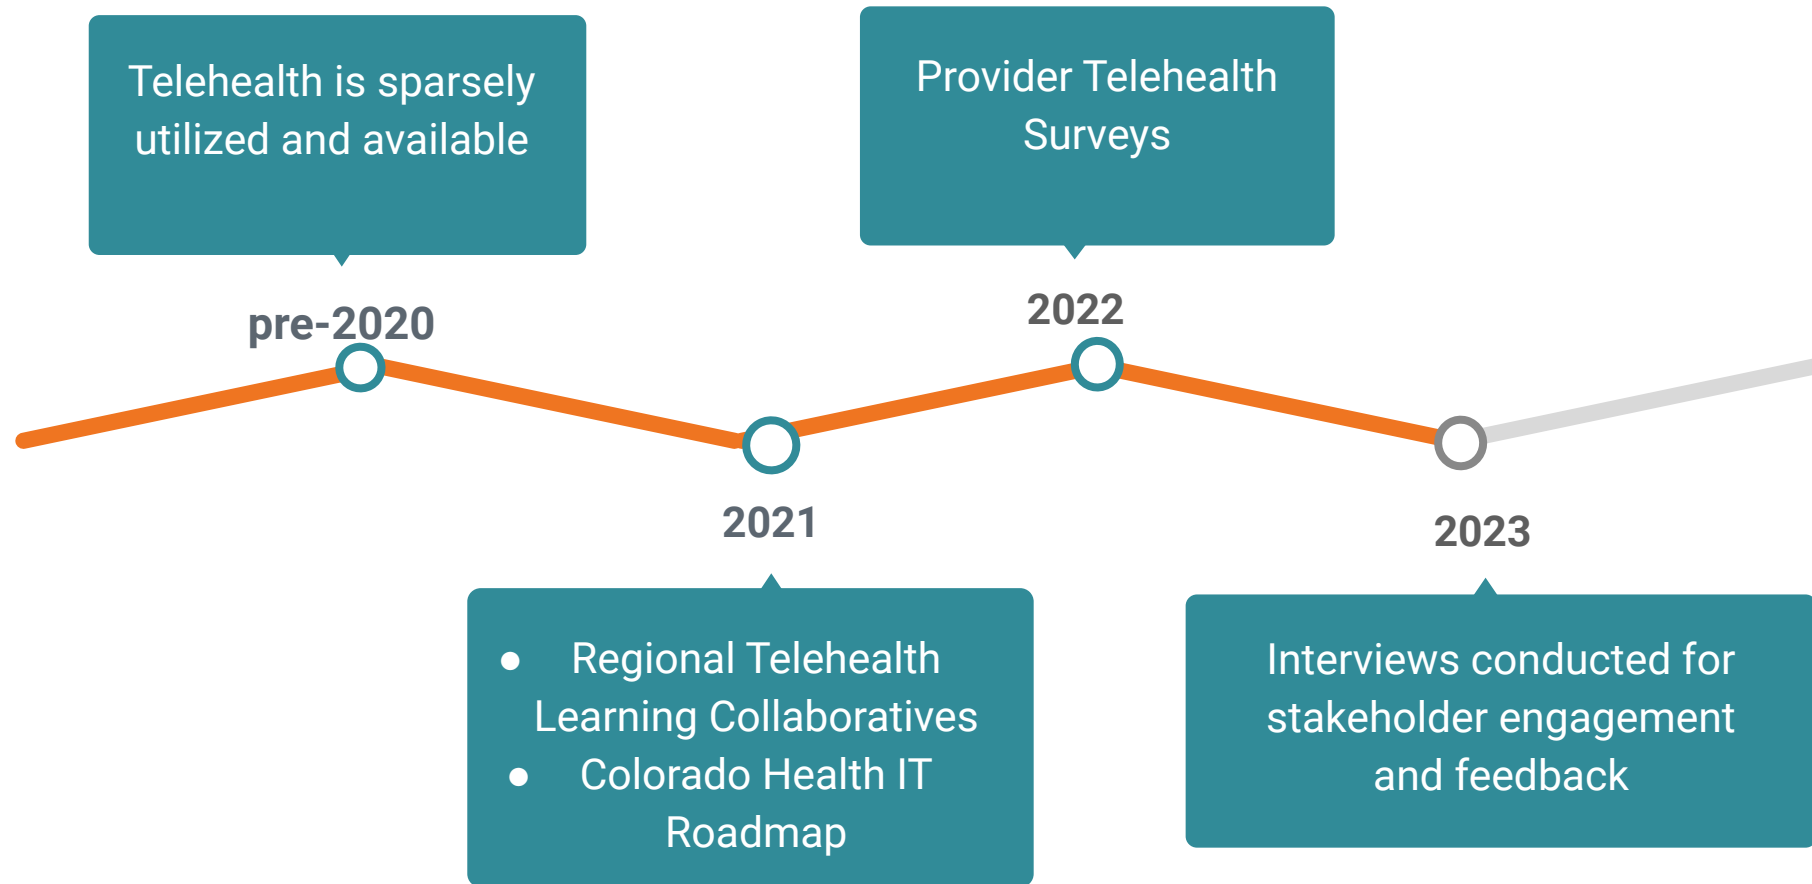 Telehealth is sparsely
utilized and available
pre-2020
2021
● Regional Telehealth
Learning Collaboratives
● Colorado Health IT
Roadmap
Provider Telehealth
Surveys
2022
2023
Interviews conducted for
stakeholder engagement
and feedback